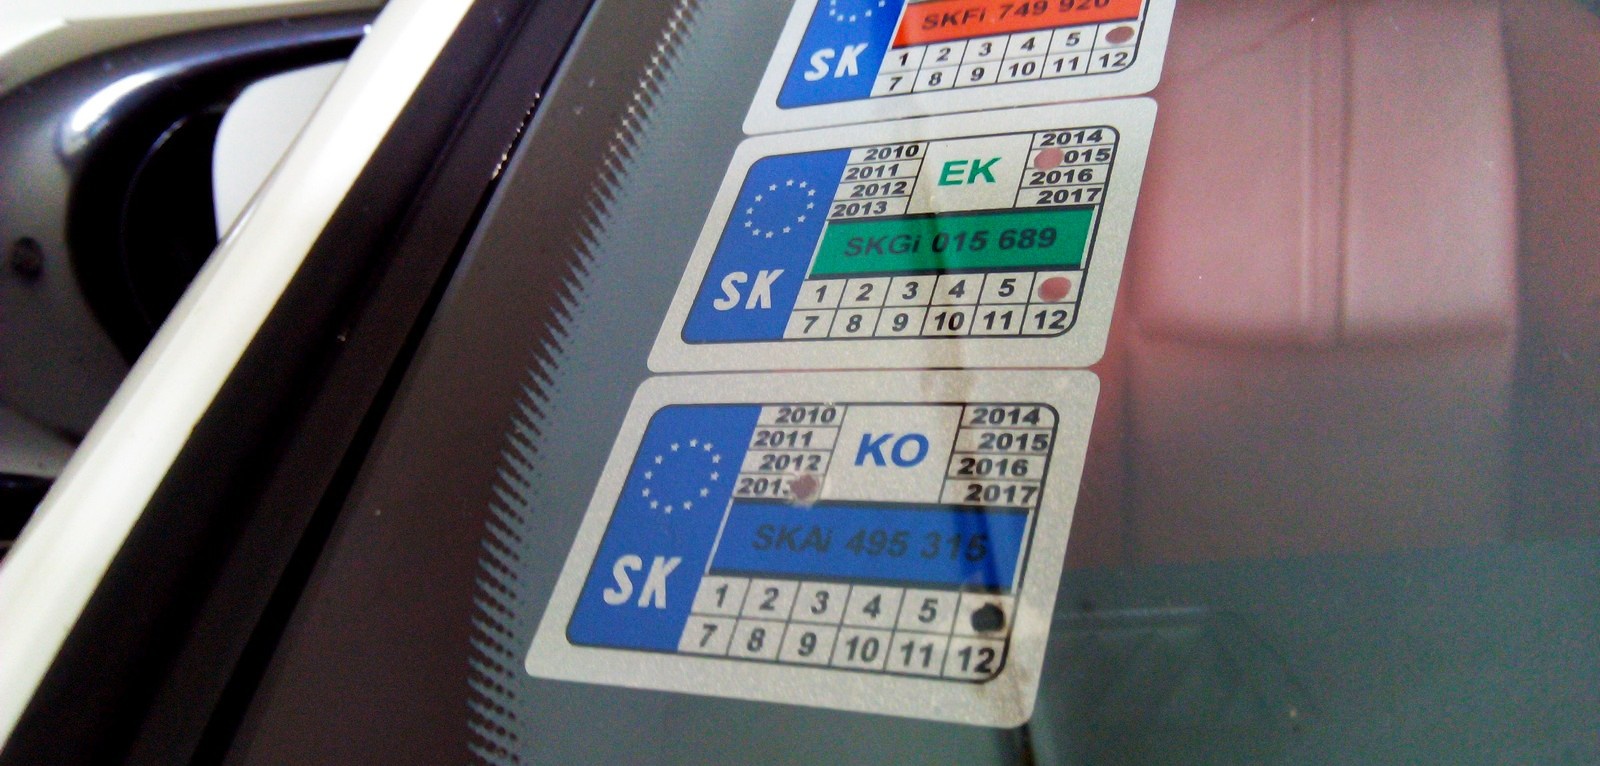 SKFi 749 920
SK
1 2 3 4 5
7 8 9 10 11 12
2010 EK 2014
2011 015
2012 2016
2013 2017
SKGi 015 689
SK
1 2 3 4 5
7 8 9 10 11 12
2010 KO 2014
2011 2015
2012 2016
201 2017
SKAi 495 315
SK
1 2 3 4 5
7 8 9 10 11 12